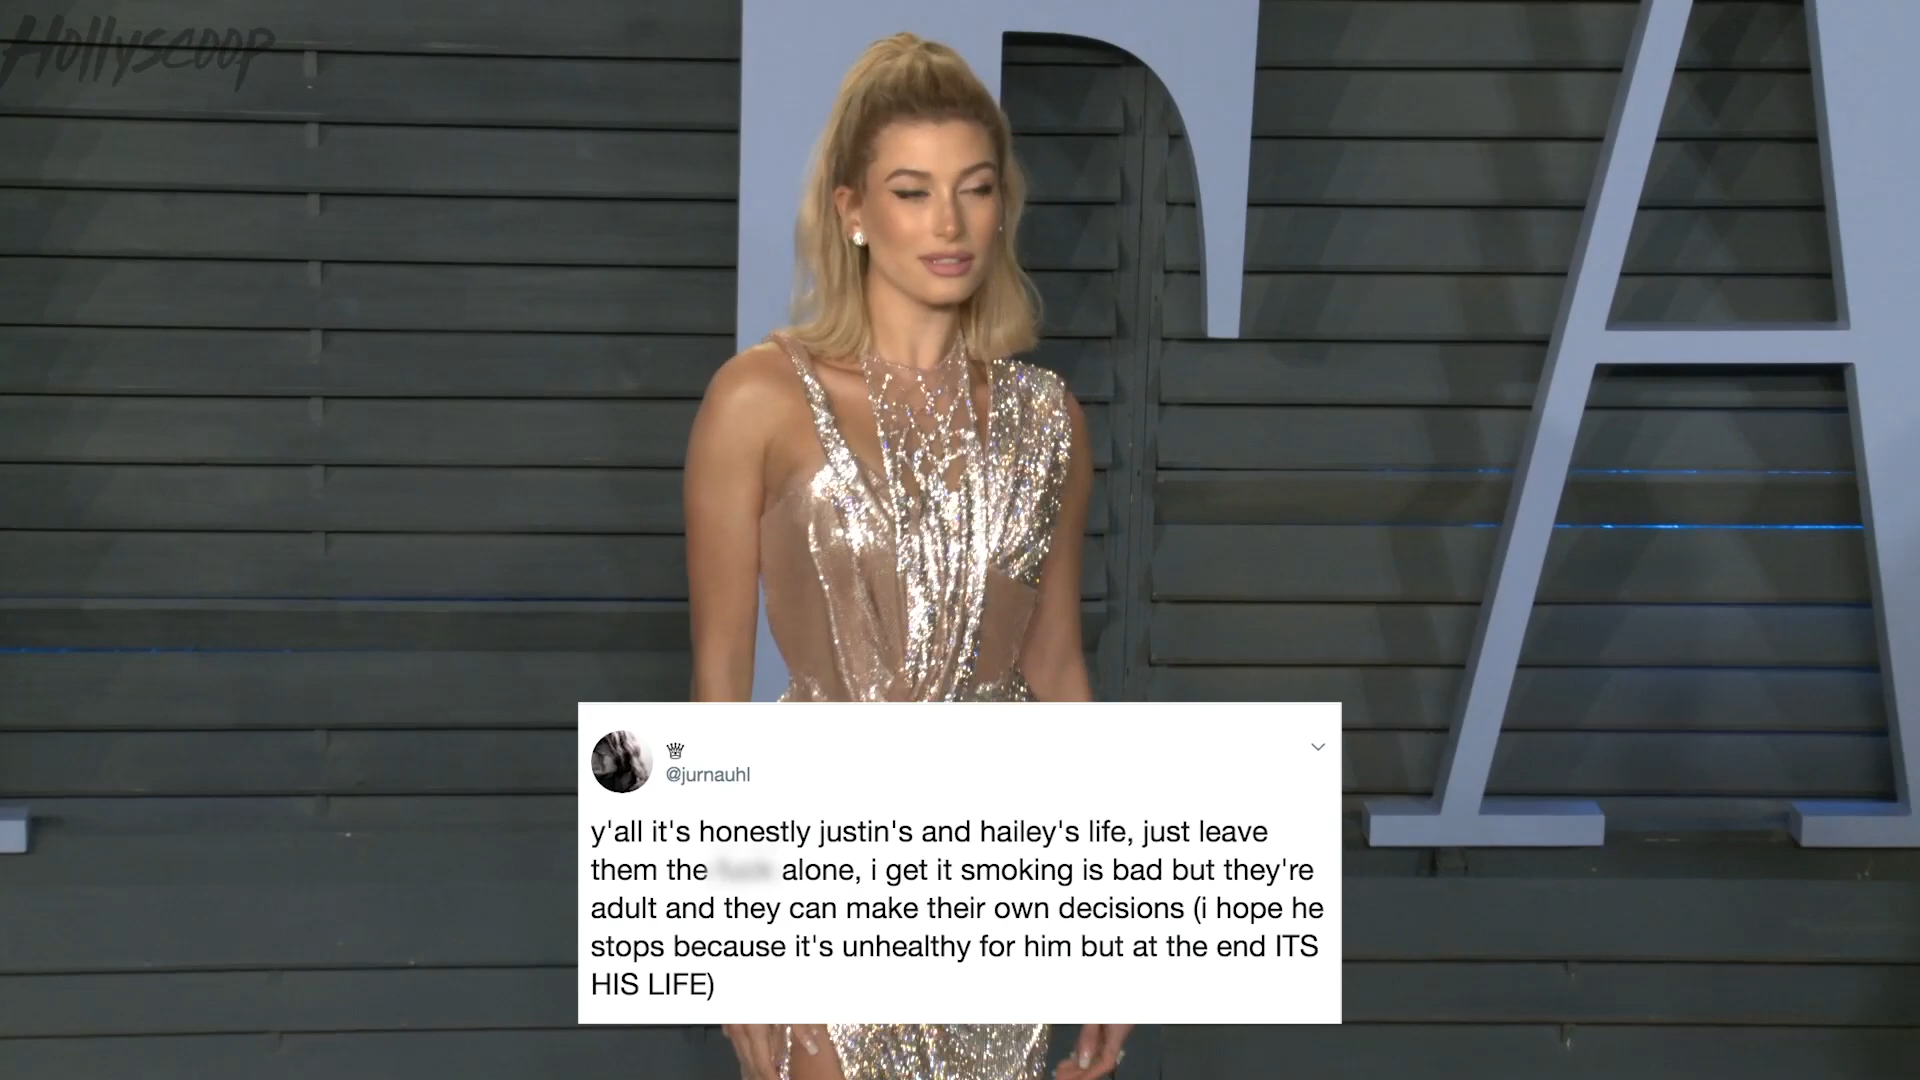 Hollyscoop
TA
@jurnauhl
y'all it's honestly justin's and hailey's life, just leave
them the alone, i get it smoking is bad but they're
adult and they can make their own decisions (i hope he
stops because it's unhealthy for him but at the end ITS
HIS LIFE)